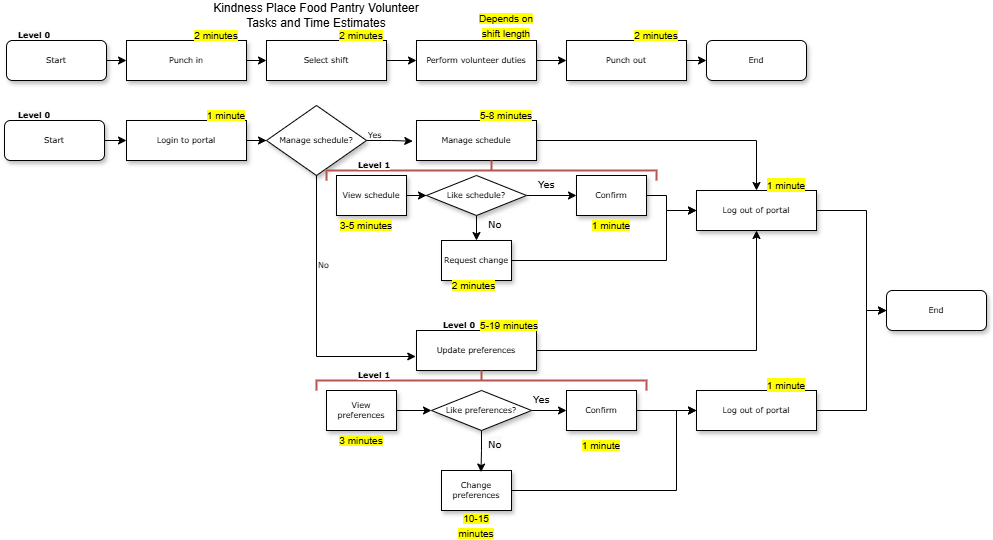 Kindness Place Food Pantry Volunteer
Tasks and Time Estimates
Level 0
Start
2 minutes
Punch in
2 minutes
Select shift
Depends on
shift length
Perform volunteer duties
2 minutes
Punch out
End
Level 0
Start
1 minute
Login to portal
Manage schedule?
Yes
5-8 minutes
Manage schedule
Level 1
View schedule
3-5 minutes
Like schedule?
Yes
Confirm
1 minute
No
Request change
2 minutes
1 minute
Log out of portal
No
End
Level 0
5-19 minutes
Update preferences
Level 1
View
preferences
3 minutes
Like preferences?
Yes
Confirm
1 minute
No
Change
preferences
10-15
minutes
1 minute
Log out of portal